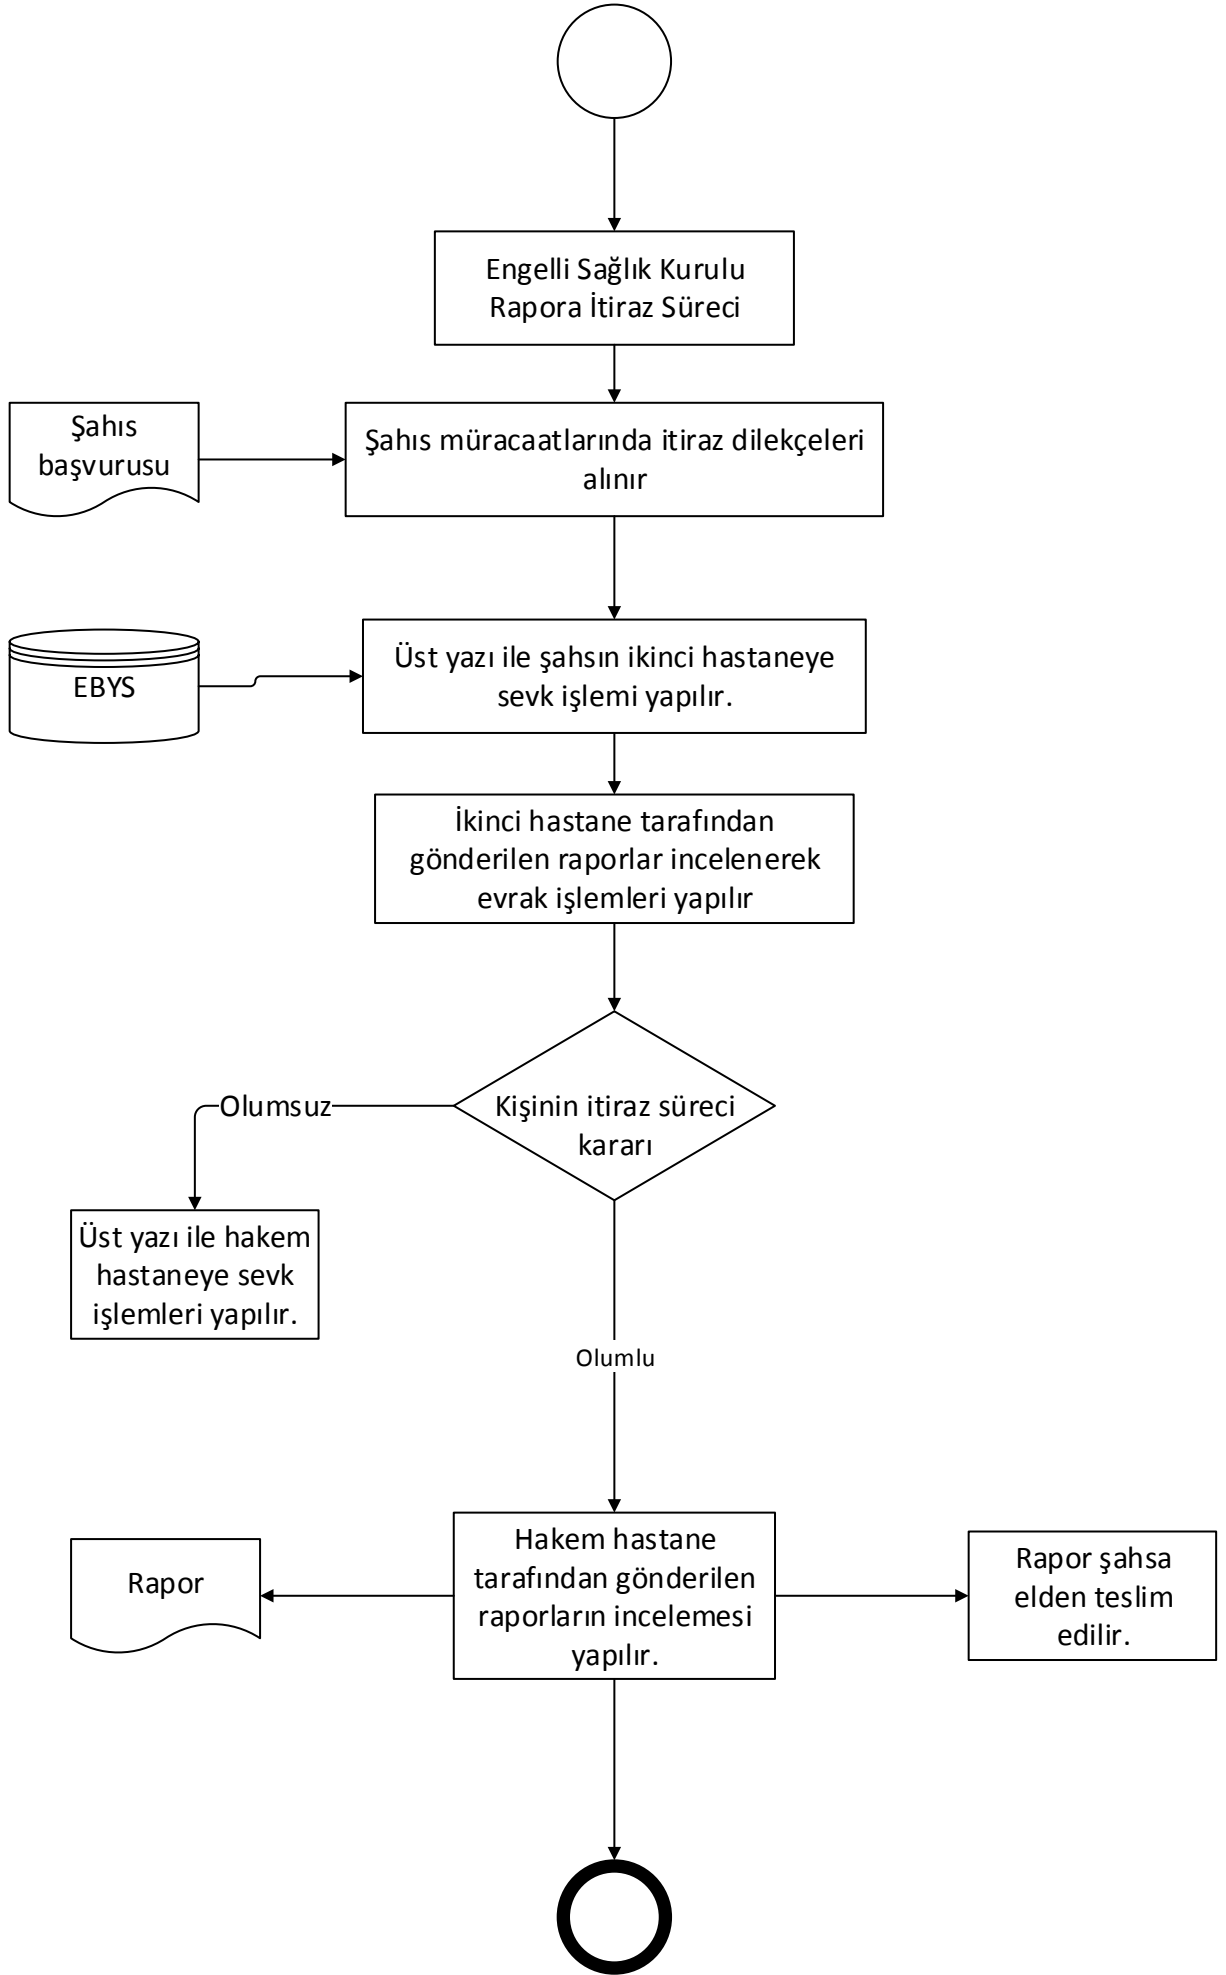 Engelli Sağlık Kurulu
Rapora İtiraz Süreci
Şahıs
başvurusu
Şahıs müracaatlarında itiraz dilekçeleri
alınır
EBYS
Üst yazı ile şahsın ikinci hastaneye
sevk işlemi yapılır.
İkinci hastane tarafından
gönderilen raporlar incelenerek
evrak işlemleri yapılır
Kişinin itiraz süreci
kararı
Olumsuz
Üst yazı ile hakem
hastaneye sevk
işlemleri yapılır.
Olumlu
Hakem hastane
tarafından gönderilen
raporların incelemesi
yapılır.
Rapor
Rapor şahsa
elden teslim
edilir.